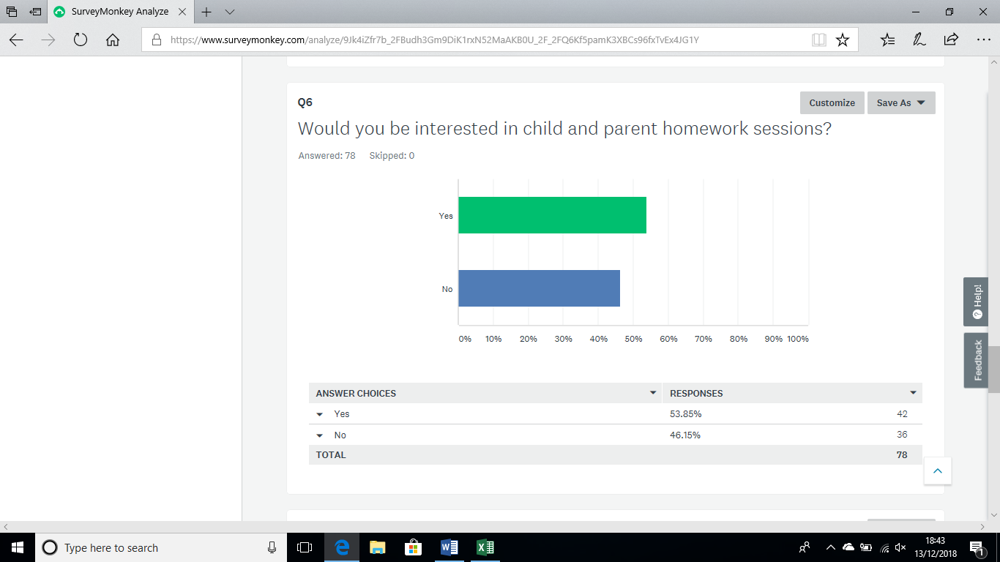 SurveyMonkey Analyze
https://www.surveymonkey.com/analyze/9Jk4iZfr7b_2FBudh3Gm9DiK1rxN52MaAKB0U_2F_2FQ6Kf5pamK3XBCs96fxTvEx4JG1Y
Q6
Customize Save As
Would you be interested in child and parent homework sessions?
Answered: 78 Skipped: 0
Yes
No
0% 10% 20% 30% 40% 50% 60% 70% 80% 90% 100%
? Help!
Feedback
ANSWER CHOICES RESPONSES
Yes 53.85% 42
No 46.15% 36
TOTAL 78
Type here to search
W
X
18:43
13/12/2018
1